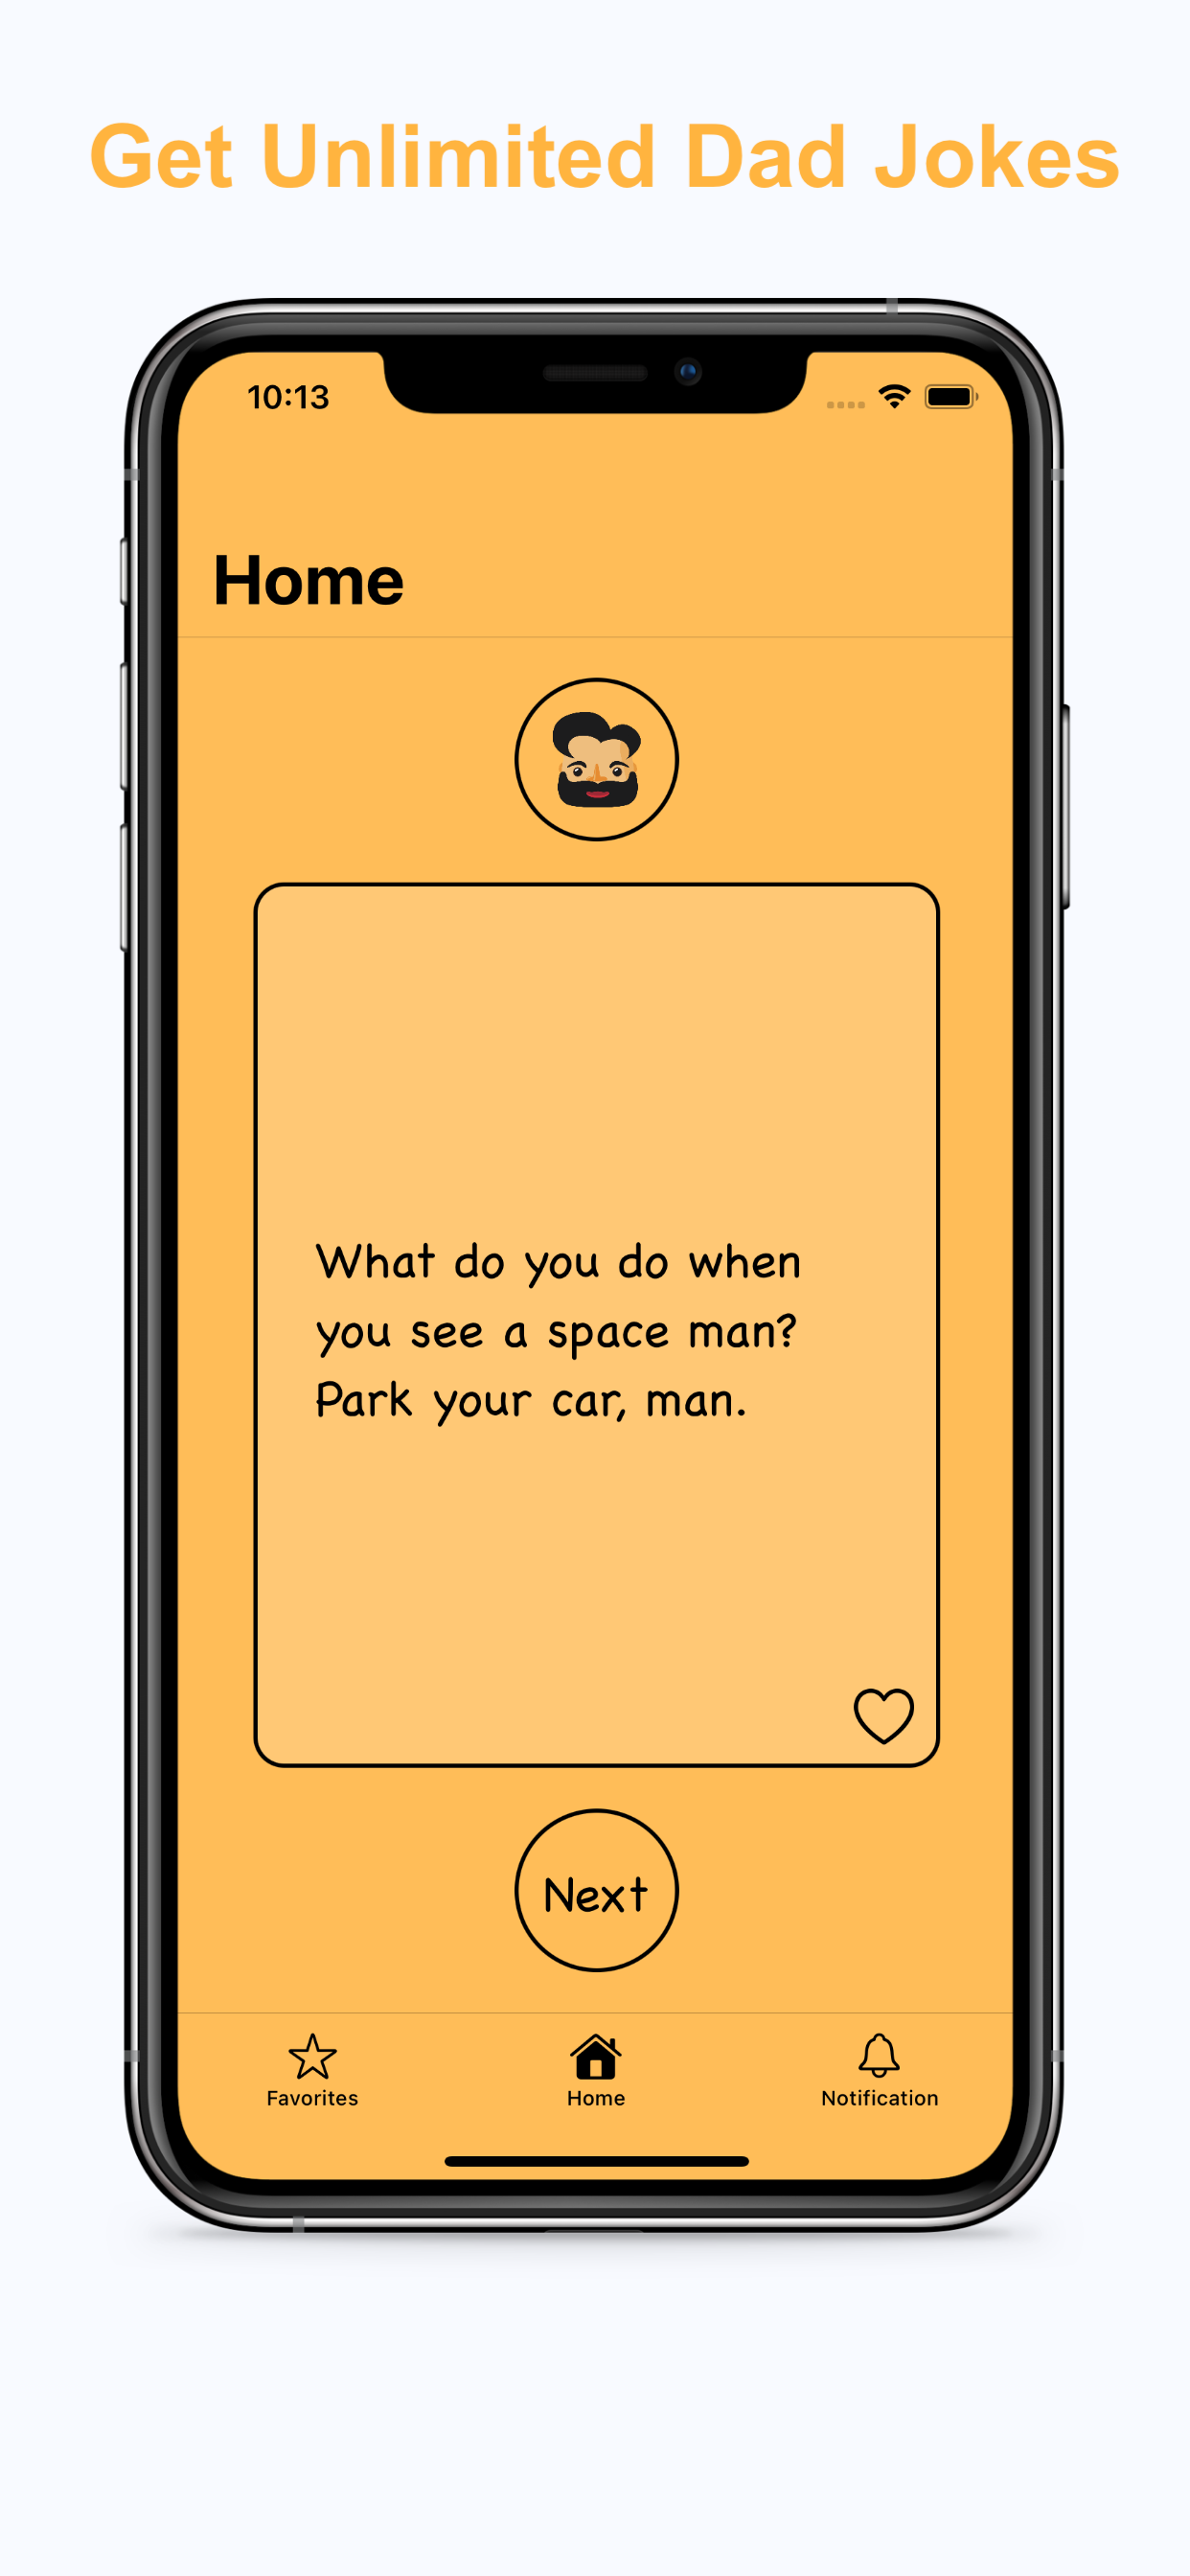 Get Unlimited Dad Jokes
10:13
Home
What do you do when
you see a space man?
Park your car, man.
Next
Favorites
Home
Notification